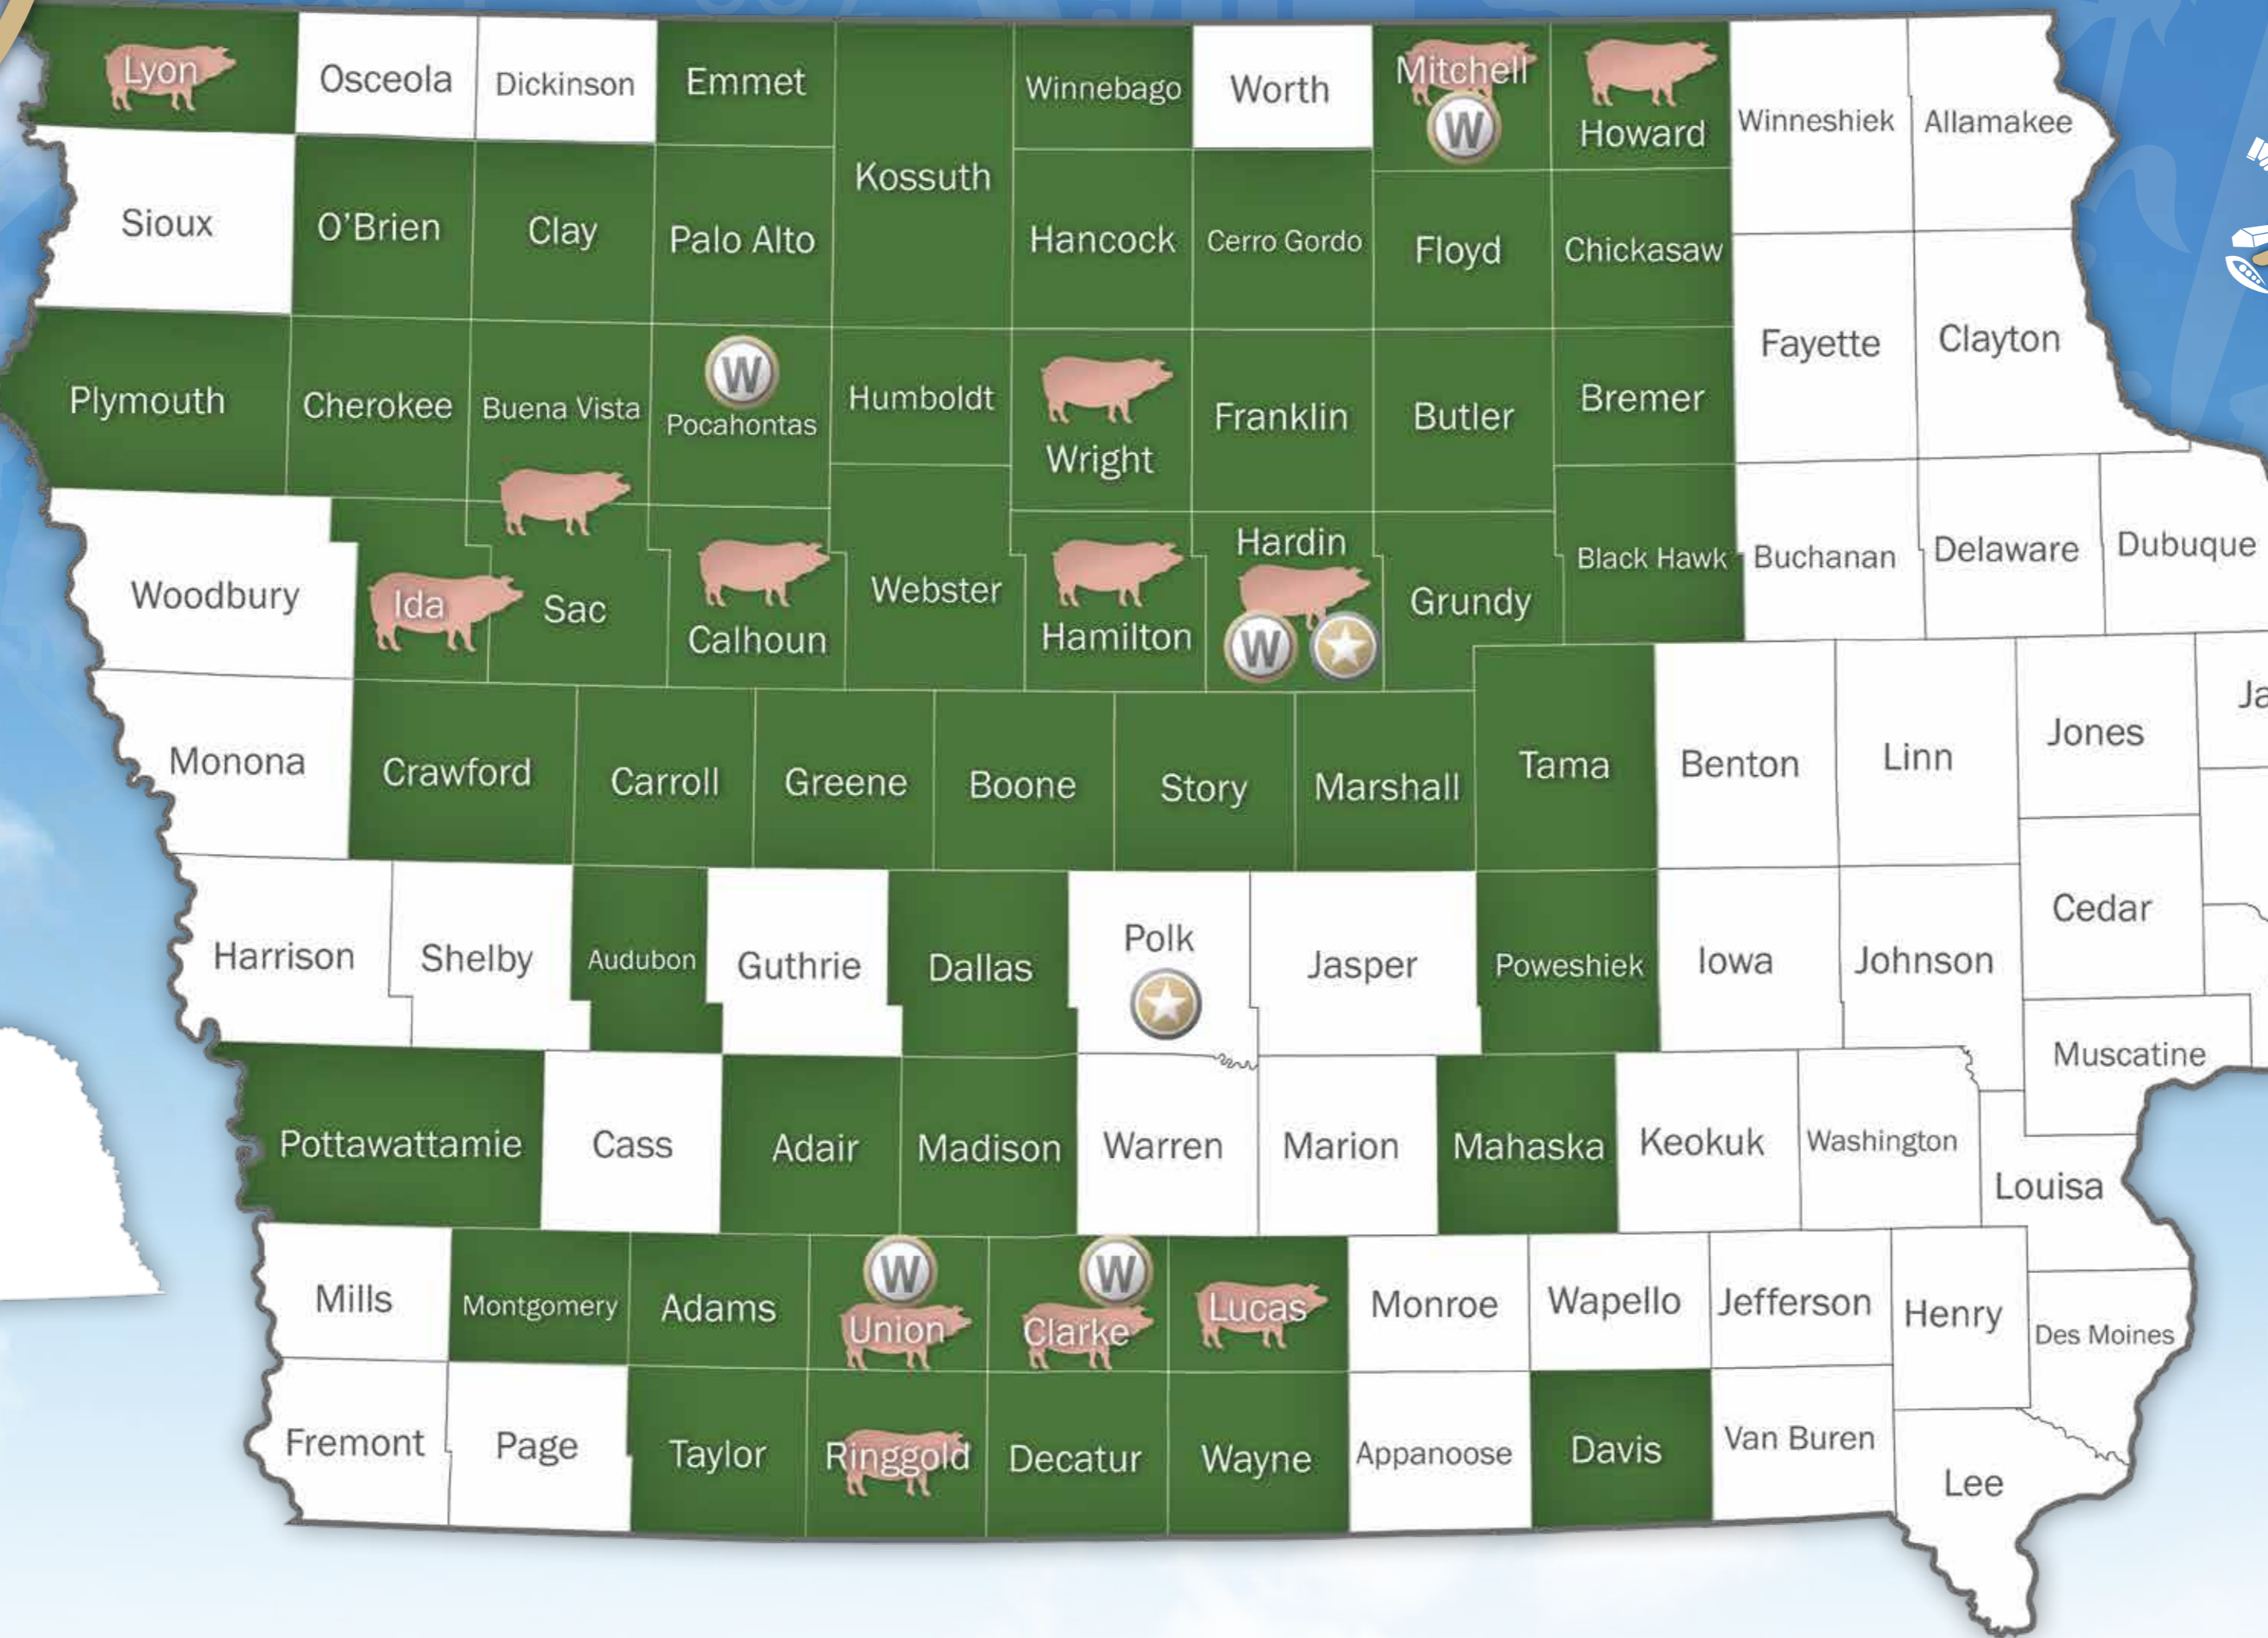 Lyon
Osceola
Dickinson
Emmet
Kossuth
Winnebago
Worth
Mitchell
W
Howard
Winneshiek
Allamakee
Sioux
O'Brien
Clay
Palo Alto
Hancock
Cerro Gordo
Floyd
Chickasaw
Fayette
Clayton
Plymouth
Cherokee
Buena Vista
W
Pocahontas
Humboldt
Wright
Franklin
Butler
Bremer
Woodbury
Ida
Sac
Calhoun
Webster
Hamilton
Hardin
W
Grundy
Black Hawk
Buchanan
Delaware
Dubuque
Monona
Crawford
Carroll
Greene
Boone
Story
Marshall
Tama
Benton
Linn
Jones
Ja
Harrison
Shelby
Audubon
Guthrie
Dallas
Polk
Jasper
Poweshiek
Iowa
Johnson
Cedar
Muscatine
Pottawattamie
Cass
Adair
Madison
Warren
Marion
Mahaska
Keokuk
Washington
Louisa
Mills
Montgomery
Adams
W
Union
W
Clarke
Lucas
Monroe
Wapello
Jefferson
Henry
Des Moines
Fremont
Page
Taylor
Ringgold
Decatur
Wayne
Appanoose
Davis
Van Buren
Lee